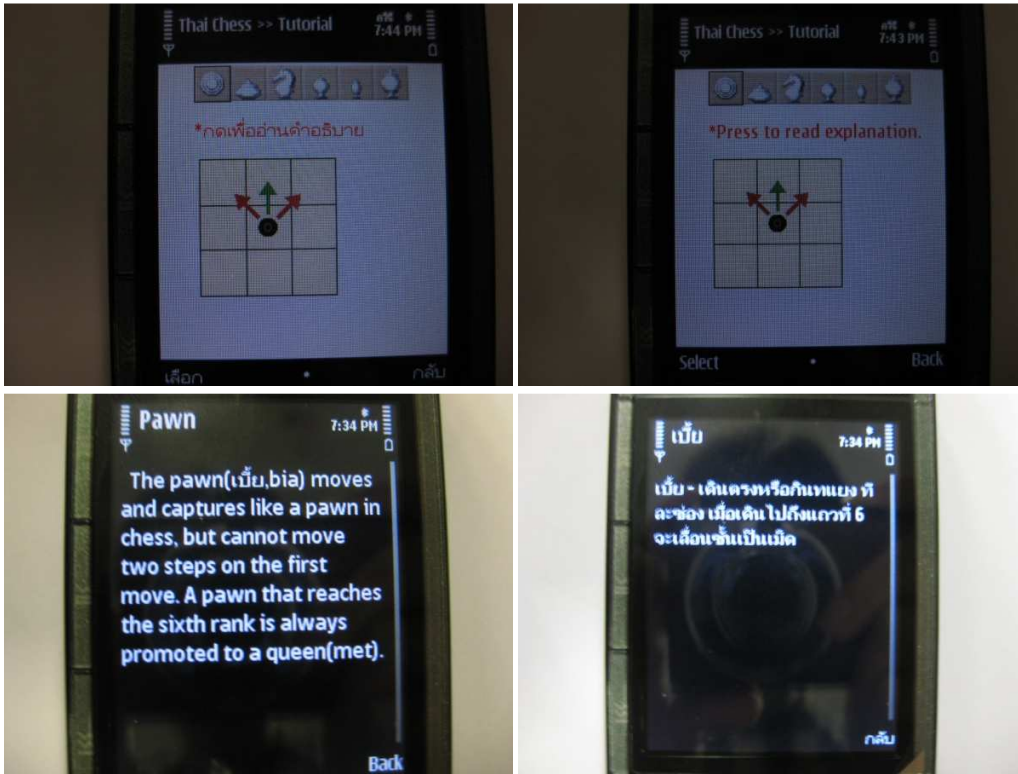 Thai Chess >> Tutorial
7:44 PM
*กดเพื่ออ่านคำอธิบาย
เลือก
กลับ
Thai Chess >> Tutorial
7:43 PM
*Press to read explanation.
Select
Back
Pawn
7:34 PM
The pawn(เบี้ย,bia) moves
and captures like a pawn in
chess, but cannot move
two steps on the first
move. A pawn that reaches
the sixth rank is always
promoted to a queen(met).
Back
เบี้ย
7:34 PM
เบี้ย - เดินตรงหรือกินทแยง ที
ละช่อง เมื่อเดินไปถึงแถวที่ 6
จะเลื่อนชั้นเป็นเม็ด
กลับ